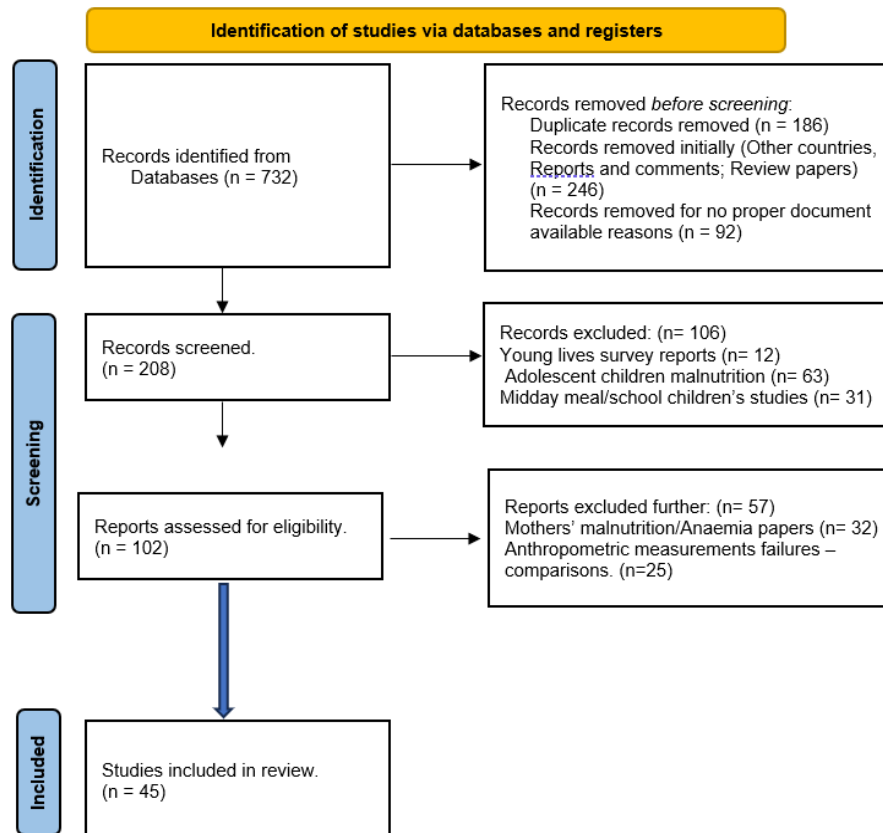 Identification of studies via databases and registers
Identification
Records identified from
Databases (n = 732)
Records removed before screening:
Duplicate records removed (n = 186)
Records removed initially (Other countries,
Reports and comments; Review papers)
(n = 246)
Records removed for no proper document
available reasons (n = 92)
Screening
Records screened.
(n = 208)
Records excluded: (n= 106)
Young lives survey reports (n= 12)
Adolescent children malnutrition (n= 63)
Midday meal/school children’s studies (n= 31)
Reports assessed for eligibility.
(n = 102)
Reports excluded further: (n= 57)
Mothers’ malnutrition/Anaemia papers (n= 32)
Anthropometric measurements failures –
comparisons. (n=25)
Included
Studies included in review.
(n = 45)